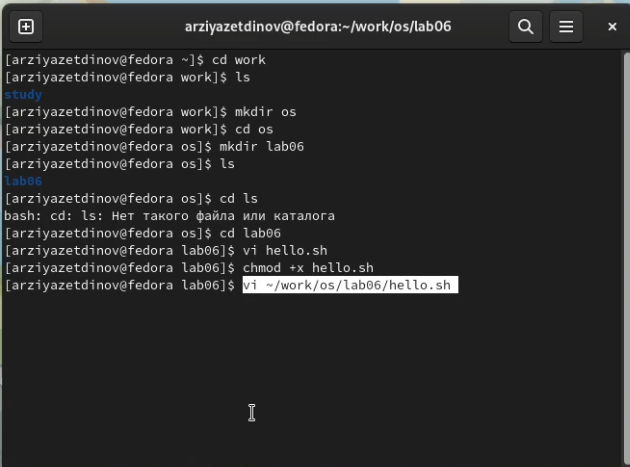 arziyazetdinov@fedora:~/work/os/lab06
[arziyazetdinov@fedora ~]$ cd work
[arziyazetdinov@fedora work]$ ls
study
[arziyazetdinov@fedora work]$ mkdir os
[arziyazetdinov@fedora work]$ cd os
[arziyazetdinov@fedora os]$ mkdir lab06
[arziyazetdinov@fedora os]$ ls
lab06
[arziyazetdinov@fedora os]$ cd ls
bash: cd: ls: Нет такого файла или каталога
[arziyazetdinov@fedora os]$ cd lab06
[arziyazetdinov@fedora lab06]$ vi hello.sh
[arziyazetdinov@fedora lab06]$ chmod +x hello.sh
[arziyazetdinov@fedora lab06]$ vi ~/work/os/lab06/hello.sh